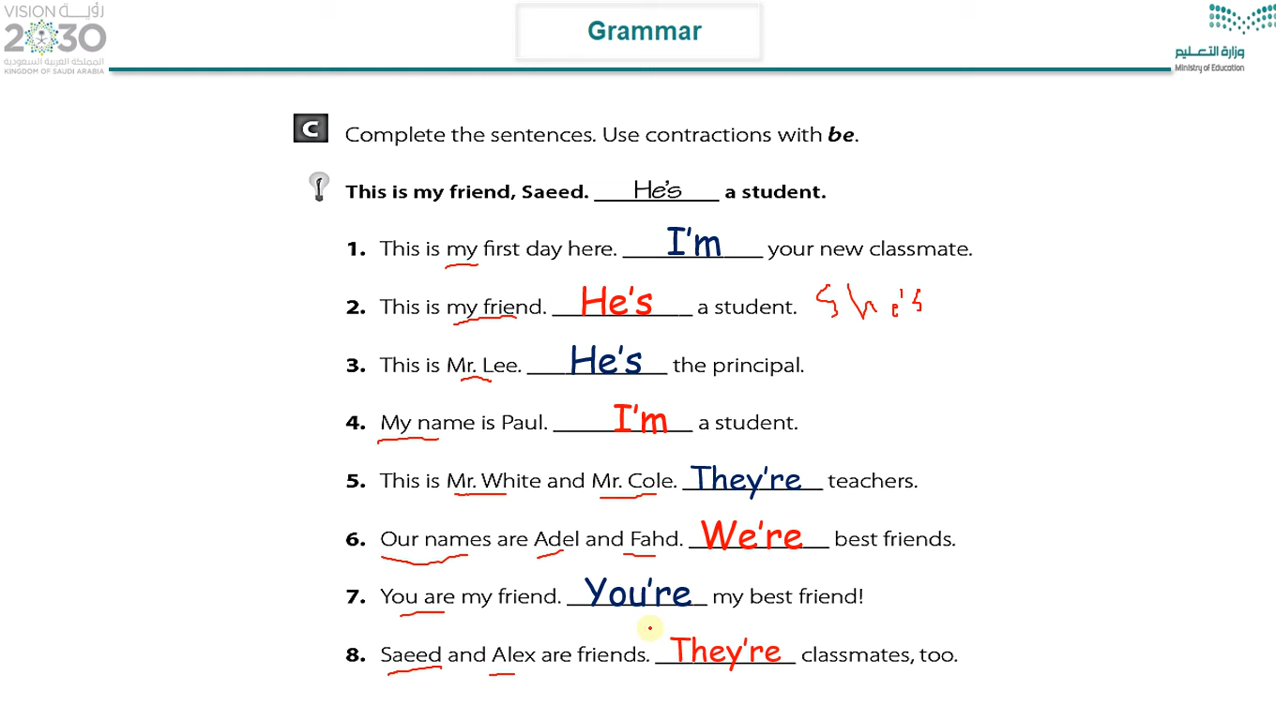 VISION رؤيـــة
2030
المملكة العربية السعودية
KINGDOM OF SAUDI ARABIA
Grammar
وزارة التعليم
Ministry of Education
C Complete the sentences. Use contractions with be.
This is my friend, Saeed. He's a student.
1. This is my first day here. I'm your new classmate.
2. This is my friend. He's a student. She's
3. This is Mr. Lee. He's the principal.
4. My name is Paul. I'm a student.
5. This is Mr. White and Mr. Cole. They're teachers.
6. Our names are Adel and Fahd. We're best friends.
7. You are my friend. You're my best friend!
8. Saeed and Alex are friends. They're classmates, too.